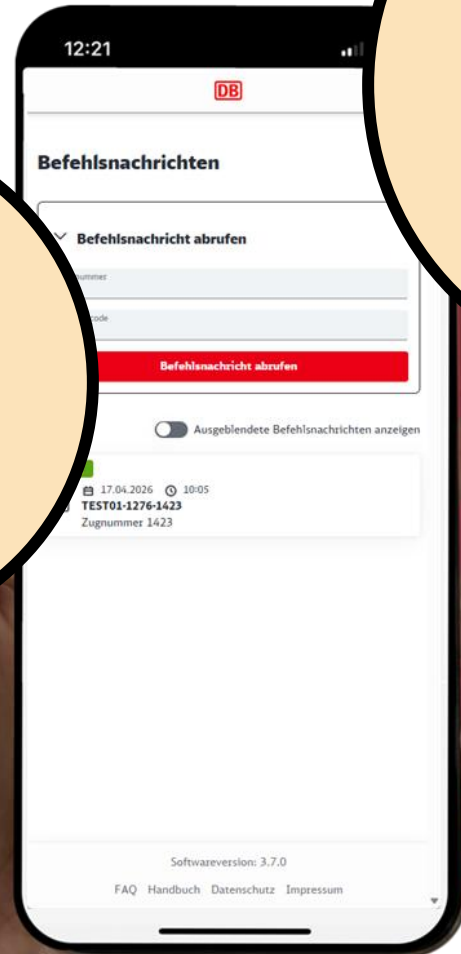 12:21
DB
Befehlsnachrichten
Befehlsnachricht abrufen
Befehlsnachricht abrufen
Ausgeblendete Befehlsnachrichten anzeigen
17.04.2026 10:05
TEST01-1276-1423
Zugnummer 1423
Softwareversion: 3.7.0
FAQ Handbuch Datenschutz Impressum